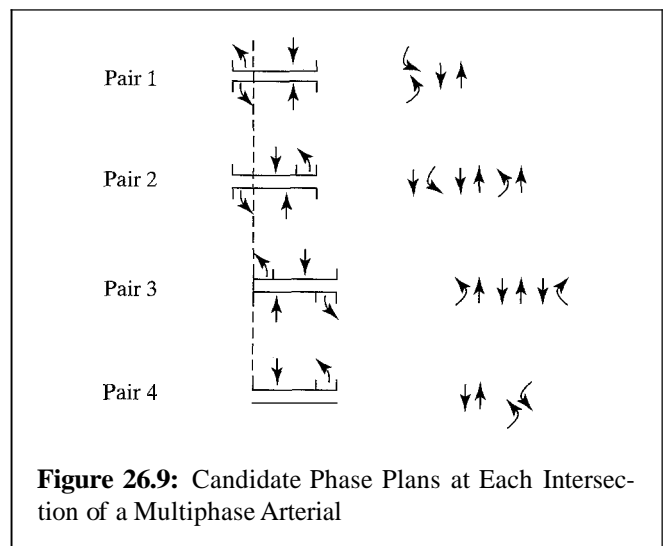 Pair 1
Pair 2
Pair 3
Pair 4
Figure 26.9: Candidate Phase Plans at Each Intersec-
tion of a Multiphase Arterial